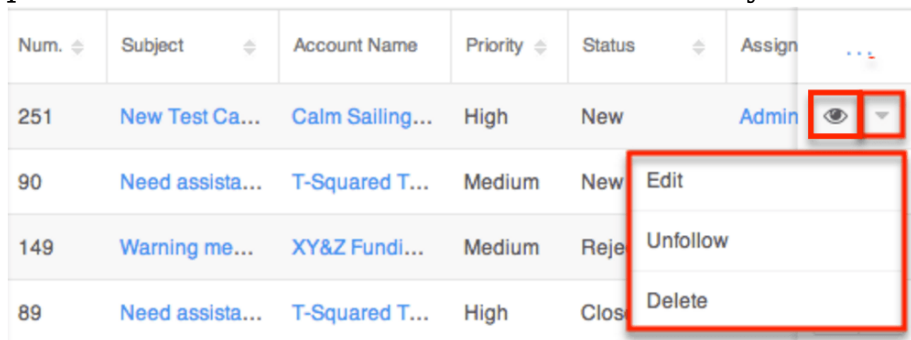 Num. Subject Account Name Priority Status Assign ...
251 New Test Ca... Calm Sailing... High New Admin
90 Need assista... T-Squared T... Medium New Edit
149 Warning me... XY&Z Fundi... Medium Reje Unfollow
89 Need assista... T-Squared T... High Clos Delete